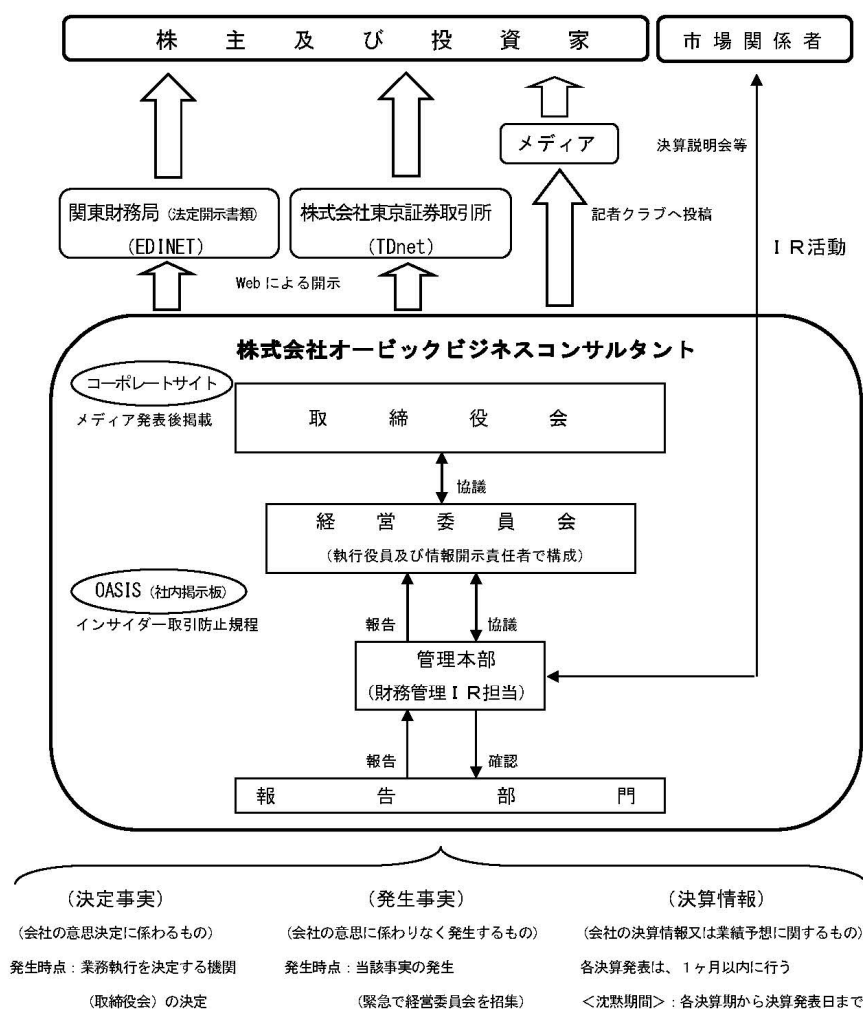 株主及び投資家
市場関係者
メディア
決算説明会等
関東財務局（法定開示書類）
（EDINET）
株式会社東京証券取引所
（TDnet）
記者クラブへ投稿
ＩＲ活動
Webによる開示
株式会社オービックビジネスコンサルタント
コーポレートサイト
メディア発表後掲載
取締役会
協議
経営委員会
（執行役員及び情報開示責任者で構成）
OASIS（社内掲示板）
インサイダー取引防止規程
報告
協議
管理本部
（財務管理ＩＲ担当）
報告
確認
報告部門
（決定事実）
（会社の意思決定に係わるもの）
発生時点：業務執行を決定する機関
（取締役会）の決定
（発生事実）
（会社の意思に係わりなく発生するもの）
発生時点：当該事実の発生
（緊急で経営委員会を招集）
（決算情報）
（会社の決算情報又は業績予想に関するもの）
各決算発表は、１ヶ月以内に行う
＜沈黙期間＞：各決算期から決算発表日まで